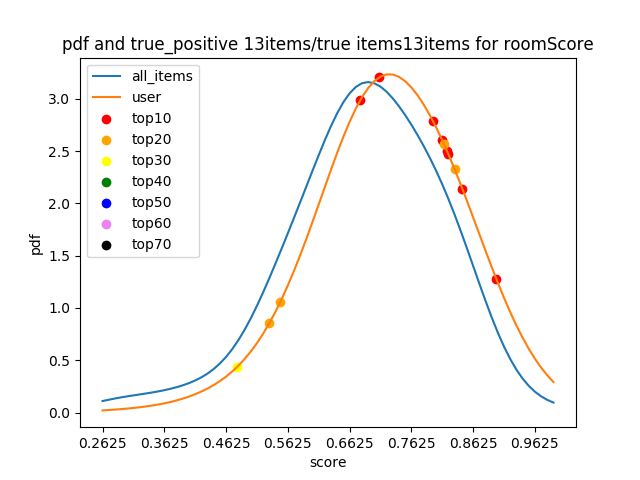 pdf and true_positive 13items/true items13items for roomScore
all_items
user
top10
top20
top30
top40
top50
top60
top70
3.0
2.5
2.0
1.5
1.0
0.5
0.0
pdf
0.2625 0.3625 0.4625 0.5625 0.6625 0.7625 0.8625 0.9625
score